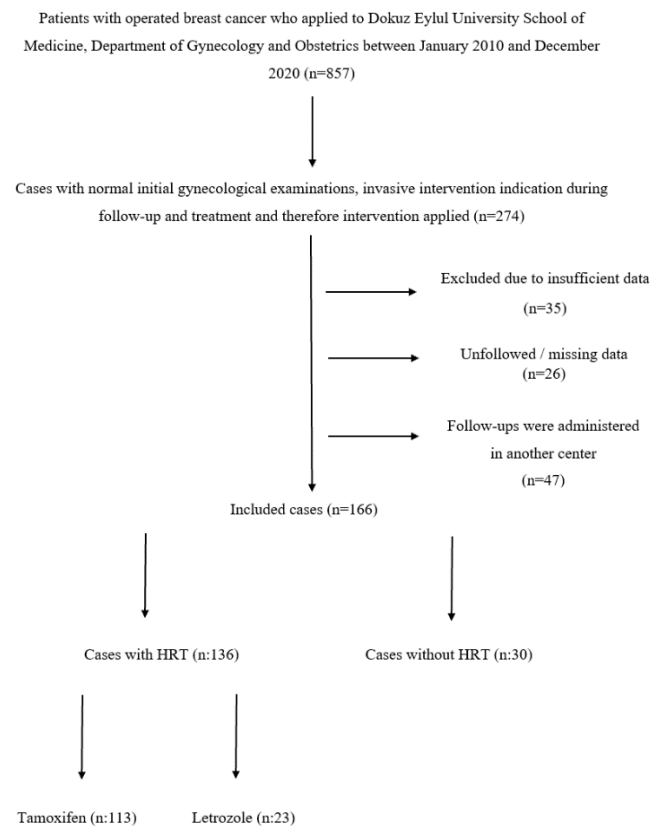 Patients with operated breast cancer who applied to Dokuz Eylul University School of
Medicine, Department of Gynecology and Obstetrics between January 2010 and December
2020 (n=857)
Cases with normal initial gynecological examinations, invasive intervention indication during
follow-up and treatment and therefore intervention applied (n=274)
Excluded due to insufficient data
(n=35)
Unfollowed / missing data
(n=26)
Follow-ups were administered
in another center
(n=47)
Included cases (n=166)
Cases with HRT (n:136)
Cases without HRT (n:30)
Tamoxifen (n:113)
Letrozole (n:23)